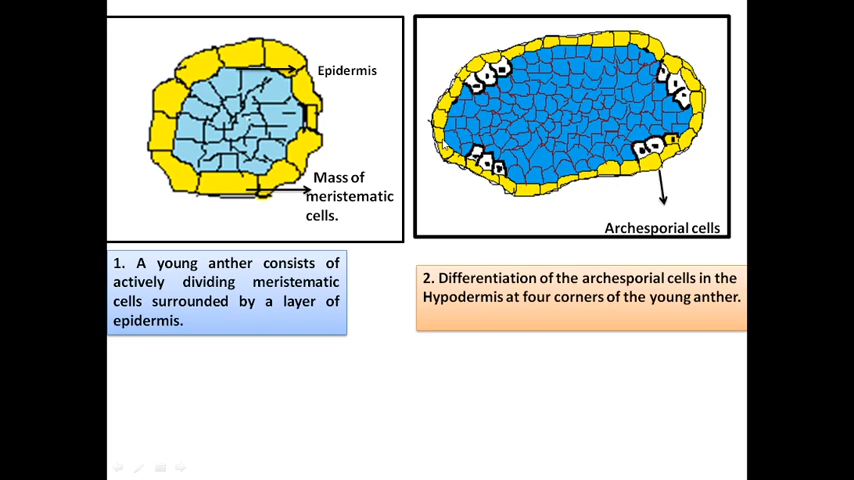 Epidermis
Mass of
meristematic
cells.
Archesporial cells
1. A young anther consists of
actively dividing meristematic
cells surrounded by a layer of
epidermis.
2. Differentiation of the archesporial cells in the
Hypodermis at four corners of the young anther.